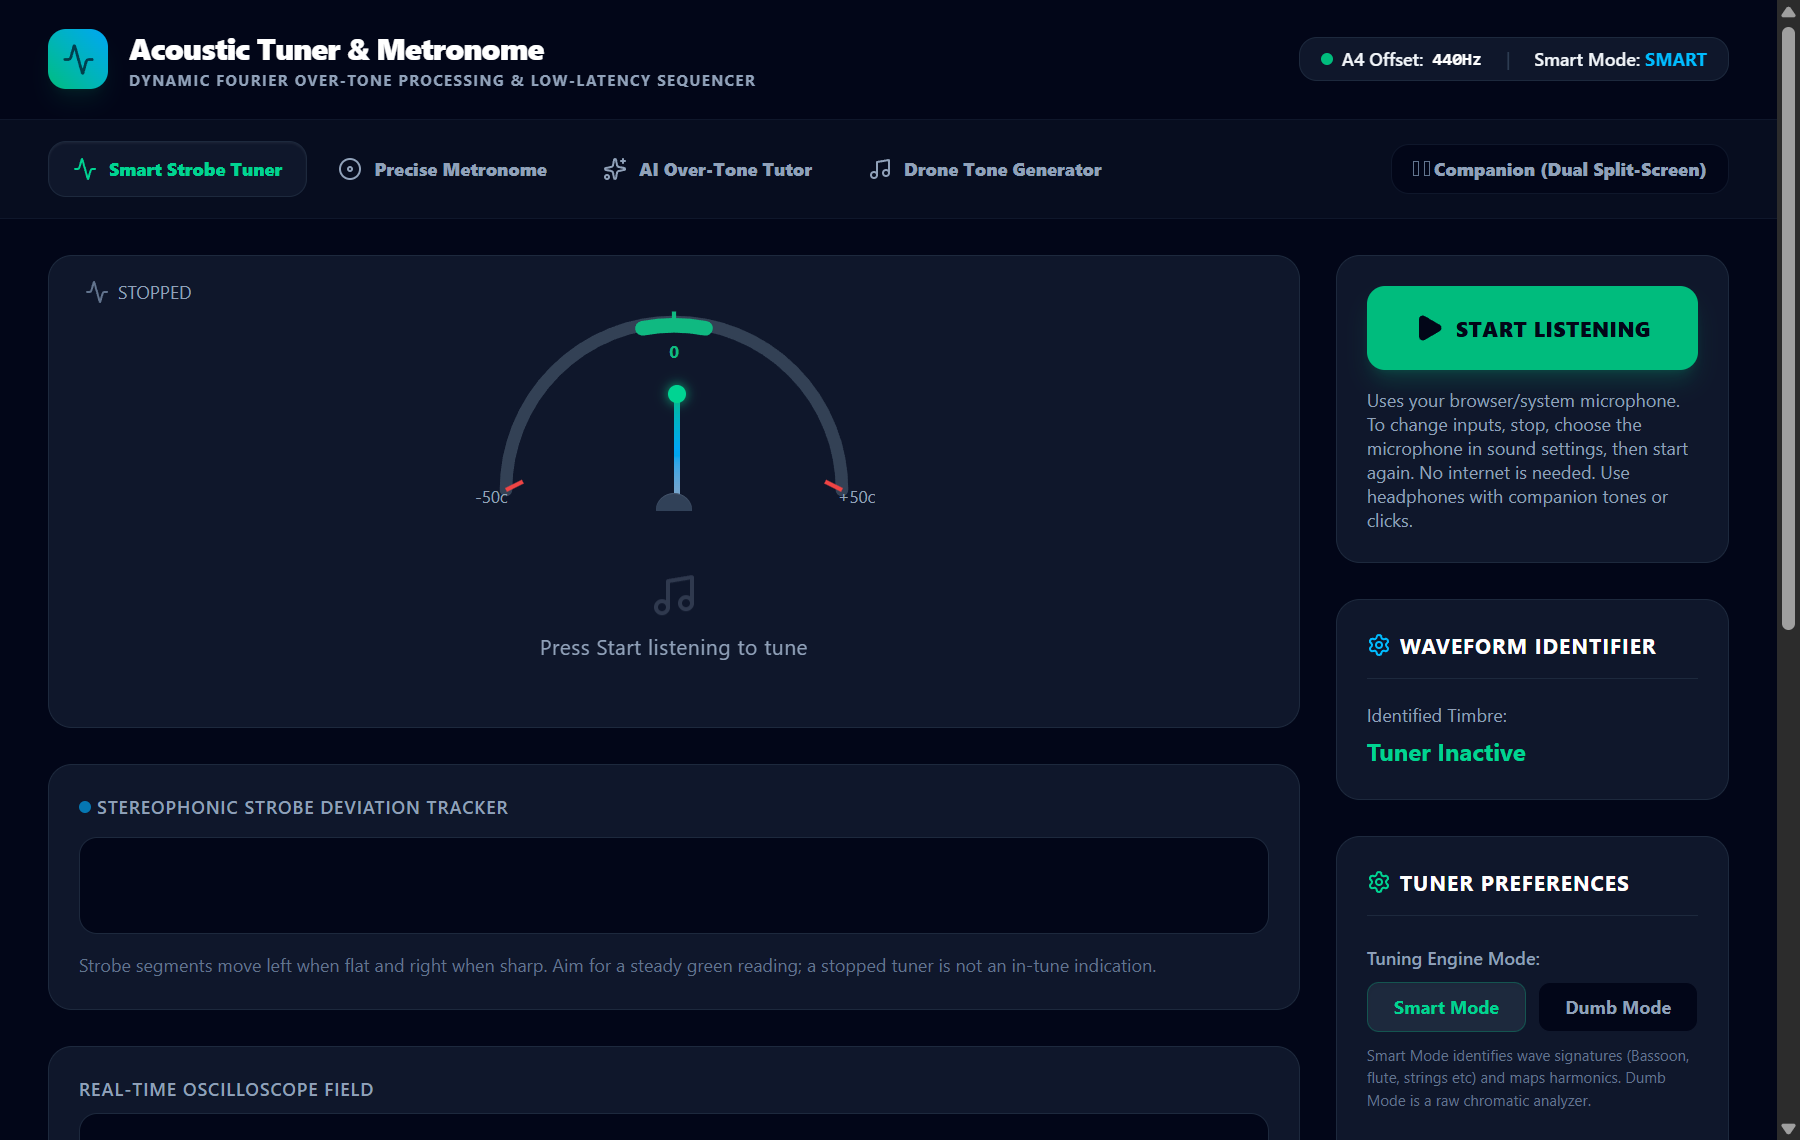 Acoustic Tuner & Metronome
DYNAMIC FOURIER OVER-TONE PROCESSING & LOW-LATENCY SEQUENCER
A4 Offset: 440Hz | Smart Mode: SMART
Smart Strobe Tuner
Precise Metronome
AI Over-Tone Tutor
Drone Tone Generator
Companion (Dual Split-Screen)
STOPPED
0
-50c
+50c
Press Start listening to tune
START LISTENING
Uses your browser/system microphone.
To change inputs, stop, choose the
microphone in sound settings, then start
again. No internet is needed. Use
headphones with companion tones or
clicks.
WAVEFORM IDENTIFIER
Identified Timbre:
Tuner Inactive
STEREOPHONIC STROBE DEVIATION TRACKER
Strobe segments move left when flat and right when sharp. Aim for a steady green reading; a stopped tuner is not an in-tune indication.
TUNER PREFERENCES
Tuning Engine Mode:
Smart Mode
Dumb Mode
Smart Mode identifies wave signatures (Bassoon,
flute, strings etc) and maps harmonics. Dumb
Mode is a raw chromatic analyzer.
REAL-TIME OSCILLOSCOPE FIELD